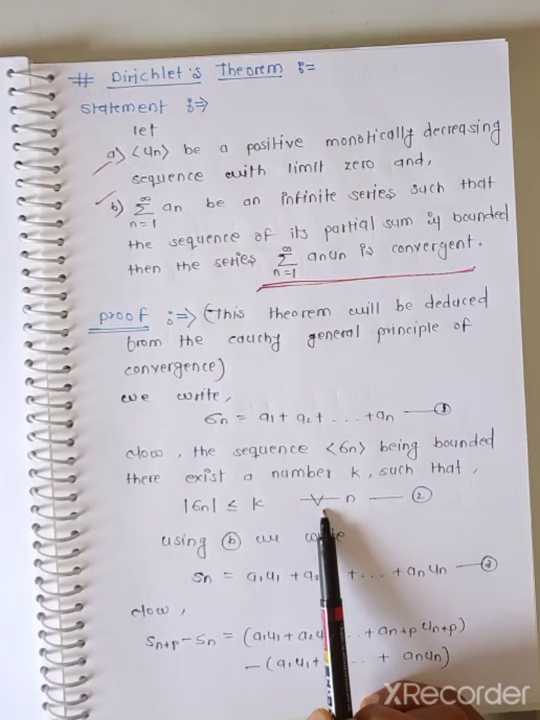 # Dirichlet's Theorem :=
Statement :⇒
let
a) <un> be a positive monotically decreasing
sequence with limit zero and,
b) ∞Σn=1 an be an infinite series such that
the sequence of its partial sum is bounded
then the series ∞Σn=1 anun is convergent.
proof :⇒ (this theorem will be deduced
from the cauchy general principle of
convergence)
we write,
6n = a1 + a2 + ... + an —①
Now, the sequence <6n> being bounded
there exist a number k, such that,
|6n| ≤ k ∀ n —②
using ⓑ we
Sn = a1u1 + a2 + ... + anun —③
Now,
Sn+p - Sn = (a1u1 + a2u .. + an+p un+p)
- (a1u1 + .. + anun)
XRecorder